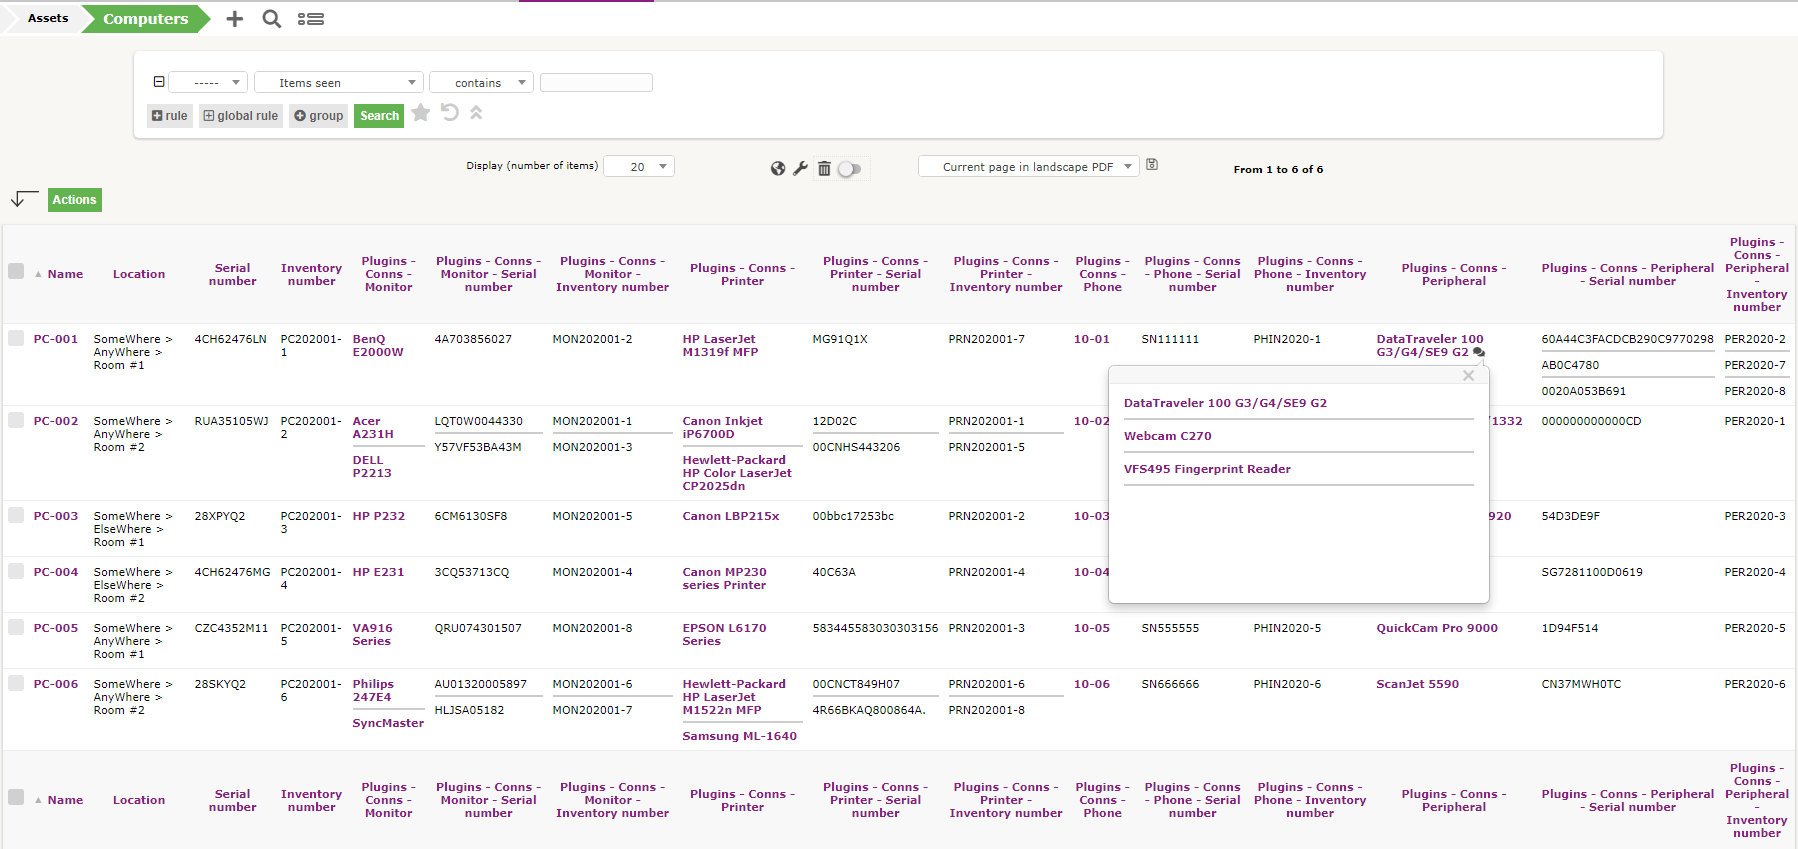 Assets
Computers
-----
Items seen
contains
rule
global rule
group
Search
Display (number of items)
20
Current page in landscape PDF
From 1 to 6 of 6
Actions
Name
Location
Serial number
Inventory number
Plugins - Conns - Monitor
Plugins - Conns - Monitor - Serial number
Plugins - Conns - Monitor - Inventory number
Plugins - Conns - Printer
Plugins - Conns - Printer - Serial number
Plugins - Conns - Printer - Inventory number
Plugins - Conns - Phone
Plugins - Conns - Phone - Serial number
Plugins - Conns - Phone - Inventory number
Plugins - Conns - Peripheral
Plugins - Conns - Peripheral - Serial number
Plugins - Conns - Peripheral - Inventory number
PC-001
SomeWhere > AnyWhere > Room #1
4CH62476LN
PC202001-1
BenQ E2000W
4A703856027
MON202001-2
HP LaserJet M1319f MFP
MG91Q1X
PRN202001-7
10-01
SN111111
PHIN2020-1
DataTraveler 100 G3/G4/SE9 G2
60A44C3FACDCB290C9770298
AB0C4780
0020A053B691
PER2020-2
PER2020-7
PER2020-8
DataTraveler 100 G3/G4/SE9 G2
Webcam C270
VFS495 Fingerprint Reader
PC-002
SomeWhere > AnyWhere > Room #2
RUA35105WJ
PC202001-2
Acer A231H
DELL P2213
LQT0W0044330
Y57VF53BA43M
MON202001-1
MON202001-3
Canon Inkjet iP6700D
Hewlett-Packard HP Color LaserJet CP2025dn
12D02C
00CNHS443206
PRN202001-1
PRN202001-5
10-02
/1332
000000000000CD
PER2020-1
PC-003
SomeWhere > ElseWhere > Room #1
28XPYQ2
PC202001-3
HP P232
6CM6130SF8
MON202001-5
Canon LBP215x
00bbc17253bc
PRN202001-2
10-03
920
54D3DE9F
PER2020-3
PC-004
SomeWhere > ElseWhere > Room #2
4CH62476MG
PC202001-4
HP E231
3CQ53713CQ
MON202001-4
Canon MP230 series Printer
40C63A
PRN202001-4
10-04
SG7281100D0619
PER2020-4
PC-005
SomeWhere > AnyWhere > Room #1
CZC4352M11
PC202001-5
VA916 Series
QRU074301507
MON202001-8
EPSON L6170 Series
583445583030303156
PRN202001-3
10-05
SN555555
PHIN2020-5
QuickCam Pro 9000
1D94F514
PER2020-5
PC-006
SomeWhere > AnyWhere > Room #2
28SKYQ2
PC202001-6
Philips 247E4
SyncMaster
AU01320005897
HLJSA05182
MON202001-6
MON202001-7
Hewlett-Packard HP LaserJet M1522n MFP
Samsung ML-1640
00CNCT849H07
4R66BKAQ800864A.
PRN202001-6
PRN202001-8
10-06
SN666666
PHIN2020-6
ScanJet 5590
CN37MWH0TC
PER2020-6
Name
Location
Serial number
Inventory number
Plugins - Conns - Monitor
Plugins - Conns - Monitor - Serial number
Plugins - Conns - Monitor - Inventory number
Plugins - Conns - Printer
Plugins - Conns - Printer - Serial number
Plugins - Conns - Printer - Inventory number
Plugins - Conns - Phone
Plugins - Conns - Phone - Serial number
Plugins - Conns - Phone - Inventory number
Plugins - Conns - Peripheral
Plugins - Conns - Peripheral - Serial number
Plugins - Conns - Peripheral - Inventory number